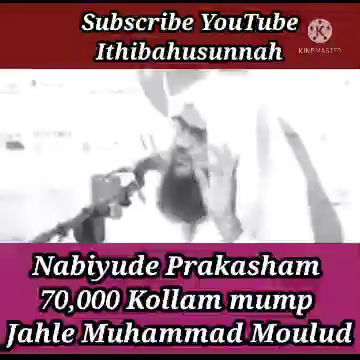 Subscribe YouTube
Ithibahusunnah
KINEMASTER
Nabiyude Prakasham
70,000 Kollam mump
Jahle Muhammad Moulud